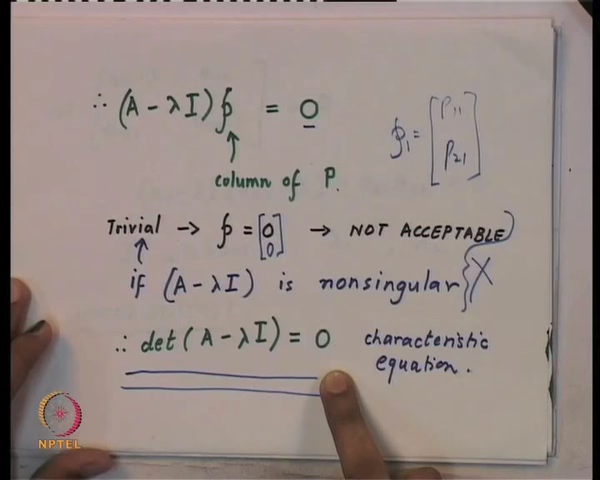 ∴ (A - λI)p = 0
p₁ = [p₁₁ p₂₁]
column of P.
Trivial → p = [0 0] → NOT ACCEPTABLE
if (A - λI) is nonsingular } X
∴ det (A - λI) = 0 characteristic equation.
NPTEL